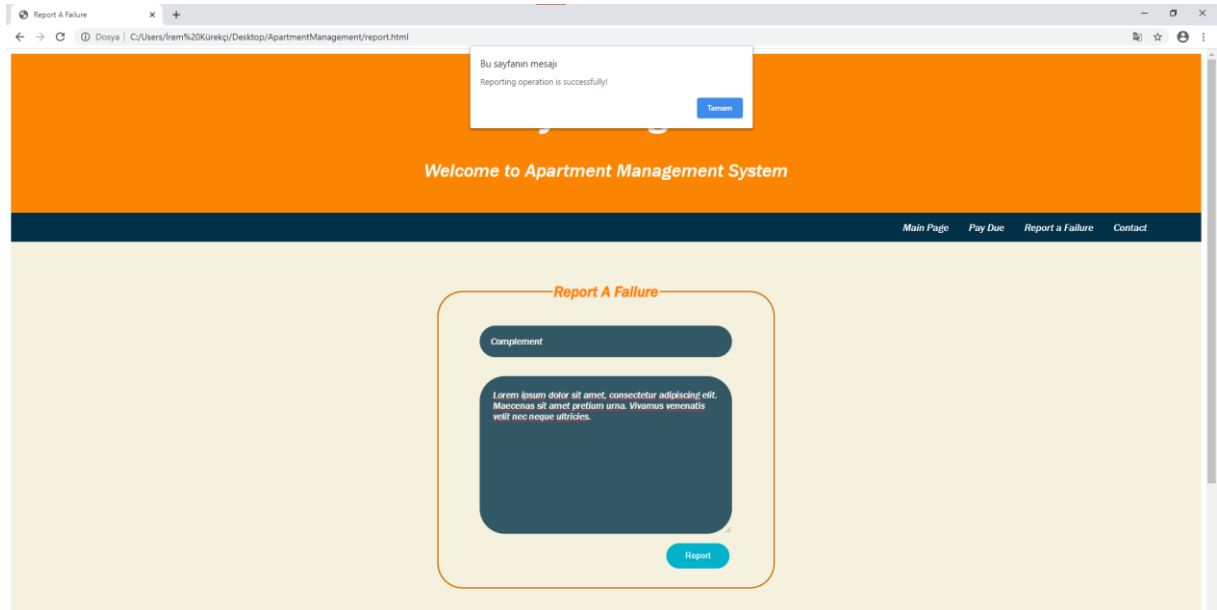 Report A Failure
Dosya | C:/Users/İrem%20Kürekçi/Desktop/ApartmentManagement/report.html
Bu sayfanın mesajı
Reporting operation is successfully!
Tamam
Welcome to Apartment Management System
Main Page Pay Due Report a Failure Contact
Report A Failure
Complement
Lorem ipsum dolor sit amet, consectetur adipiscing elit.
Maecenas sit amet pretium urna. Vivamus venenatis
velit nec neque ultricies.
Report